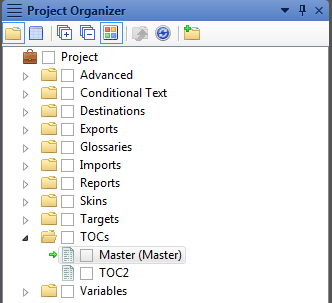 Project Organizer
Project
Advanced
Conditional Text
Destinations
Exports
Glossaries
Imports
Reports
Skins
Targets
TOCs
Master (Master)
TOC2
Variables